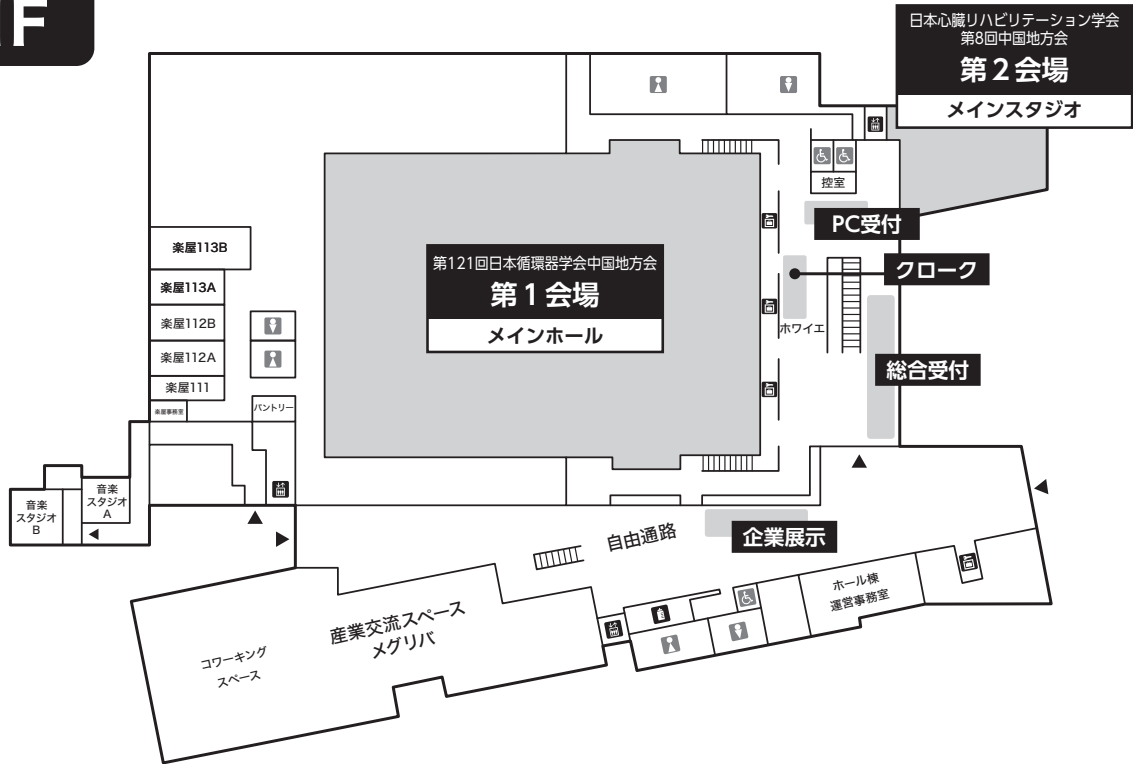 F
日本心臓リハビリテーション学会
第8回中国地方会
第2会場
メインスタジオ
控室
PC受付
クローク
ホワイエ
総合受付
第121回日本循環器学会中国地方会
第1会場
メインホール
楽屋113B
楽屋113A
楽屋112B
楽屋112A
楽屋111
楽屋事務室
パントリー
音楽
スタジオ
A
音楽
スタジオ
B
自由通路
企業展示
ホール棟
運営事務室
産業交流スペース
メグリバ
コワーキング
スペース